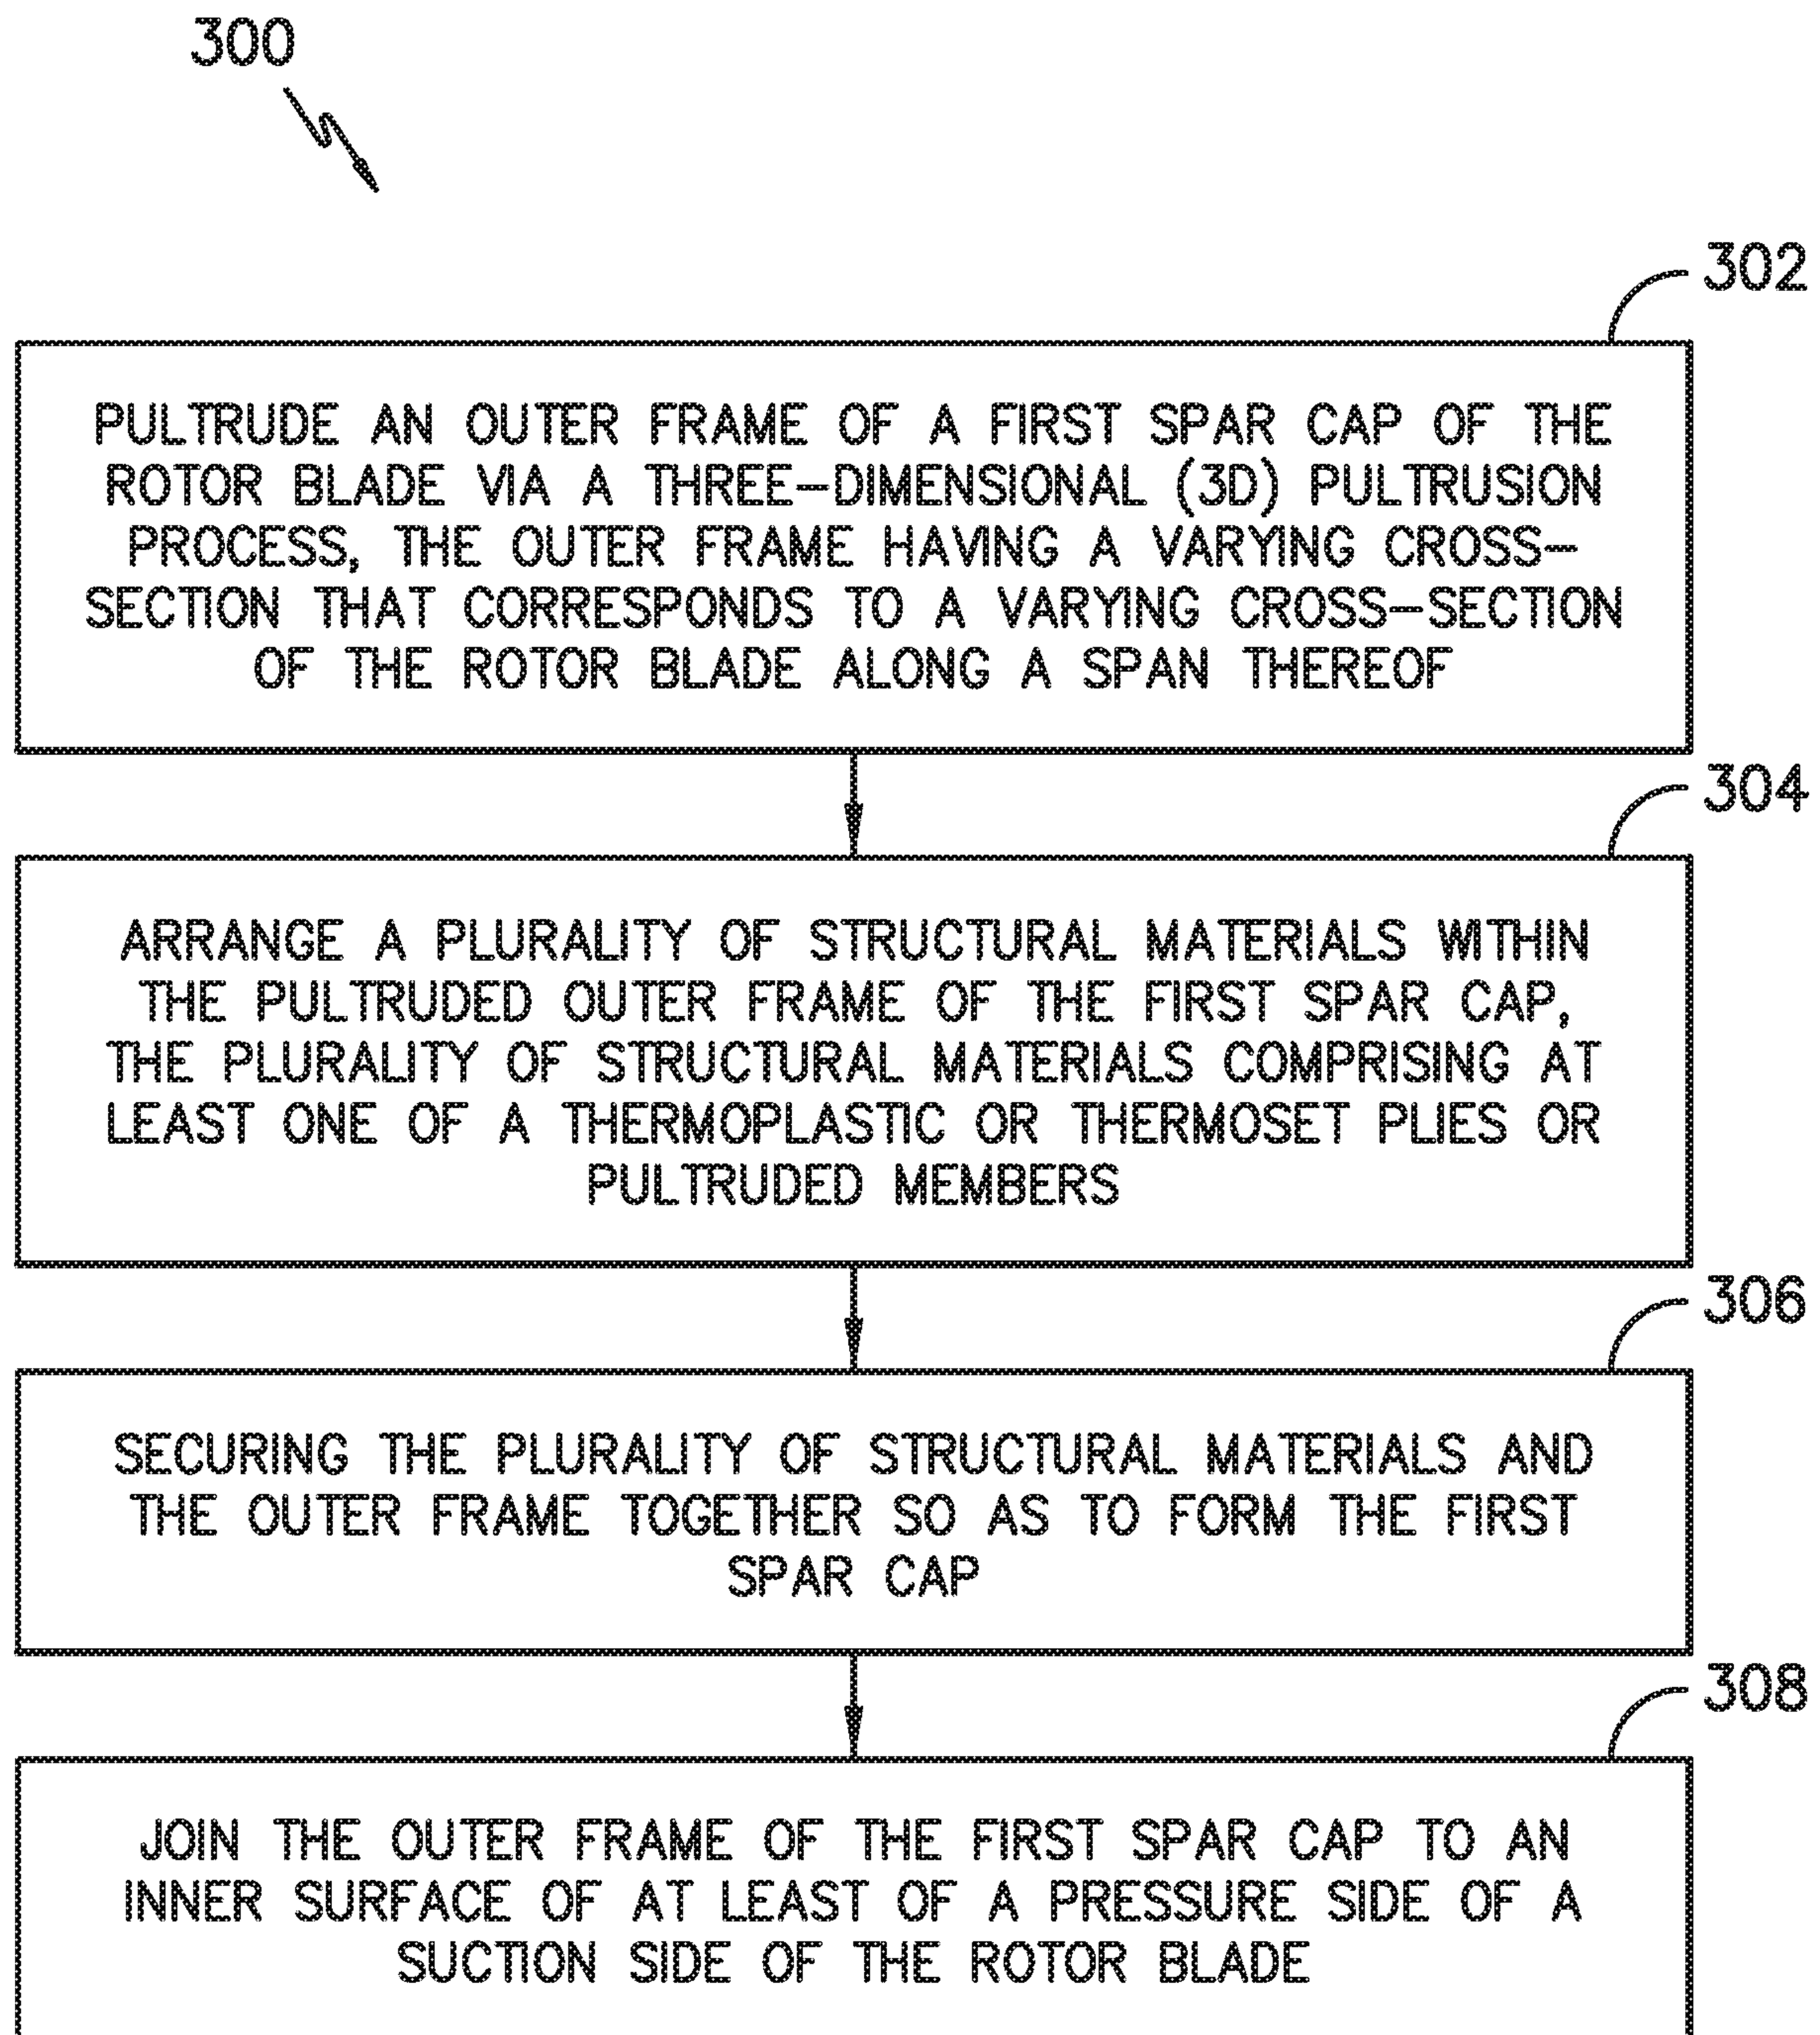 300
302
PULTRUDE AN OUTER FRAME OF A FIRST SPAR CAP OF THE
ROTOR BLADE VIA A THREE-DIMENSIONAL (3D) PULTRUSION
PROCESS, THE OUTER FRAME HAVING A VARYING CROSS-
SECTION THAT CORRESPONDS TO A VARYING CROSS-SECTION
OF THE ROTOR BLADE ALONG A SPAN THEREOF
304
ARRANGE A PLURALITY OF STRUCTURAL MATERIALS WITHIN
THE PULTRUDED OUTER FRAME OF THE FIRST SPAR CAP,
THE PLURALITY OF STRUCTURAL MATERIALS COMPRISING AT
LEAST ONE OF A THERMOPLASTIC OR THERMOSET PLIES OR
PULTRUDED MEMBERS
306
SECURING THE PLURALITY OF STRUCTURAL MATERIALS AND
THE OUTER FRAME TOGETHER SO AS TO FORM THE FIRST
SPAR CAP
308
JOIN THE OUTER FRAME OF THE FIRST SPAR CAP TO AN
INNER SURFACE OF AT LEAST OF A PRESSURE SIDE OF A
SUCTION SIDE OF THE ROTOR BLADE